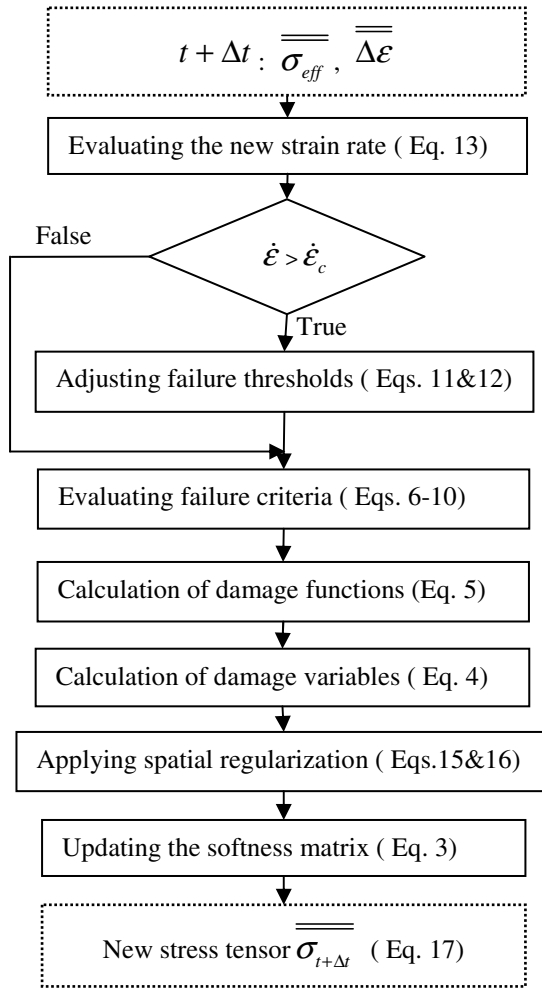 t + Δt : σ_eff , Δε
Evaluating the new strain rate ( Eq. 13)
False
ε̇ > ε̇_c
True
Adjusting failure thresholds ( Eqs. 11&12)
Evaluating failure criteria ( Eqs. 6-10)
Calculation of damage functions (Eq. 5)
Calculation of damage variables ( Eq. 4)
Applying spatial regularization ( Eqs.15&16)
Updating the softness matrix ( Eq. 3)
New stress tensor σ_{t+Δt} ( Eq. 17)